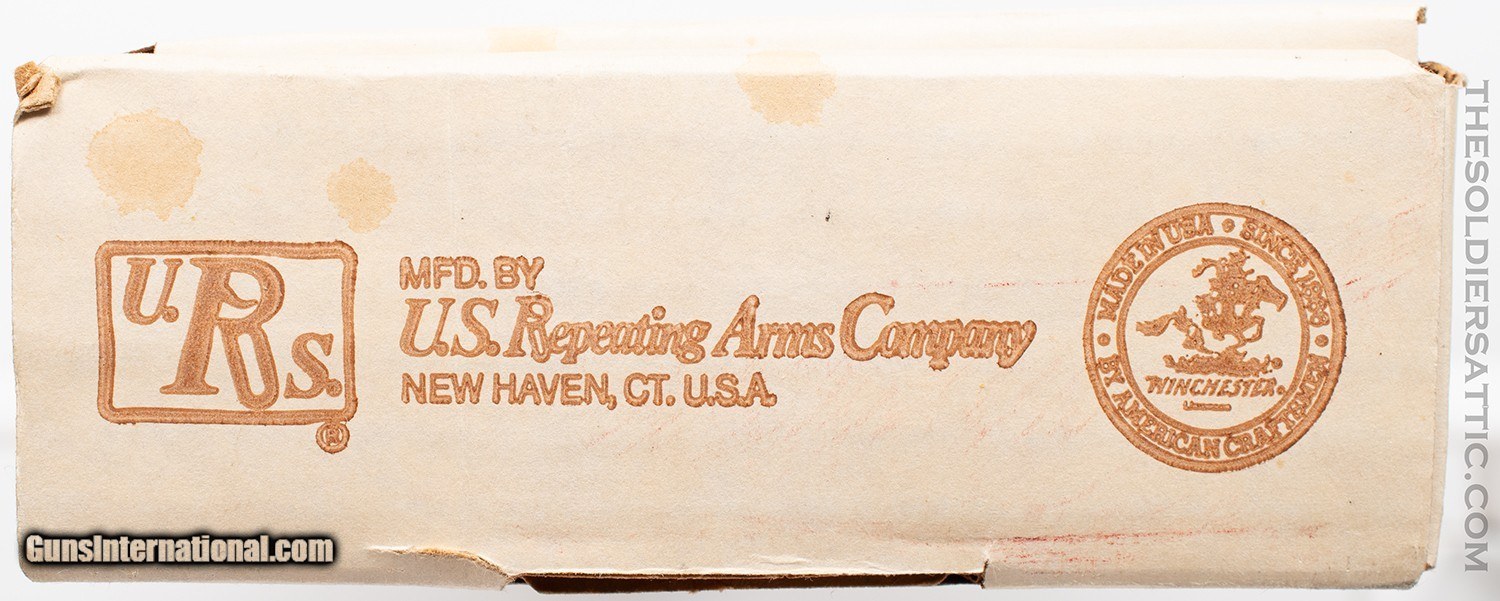 U.
R
S.
®
MFD. BY
U.S. Repeating Arms Company
NEW HAVEN, CT. U.S.A.
MADE IN USA • SINCE 1866 •
BY AMERICAN CRAFTSMEN •
WINCHESTER®
GunsInternational.com
THESOLDIERSATTIC.COM